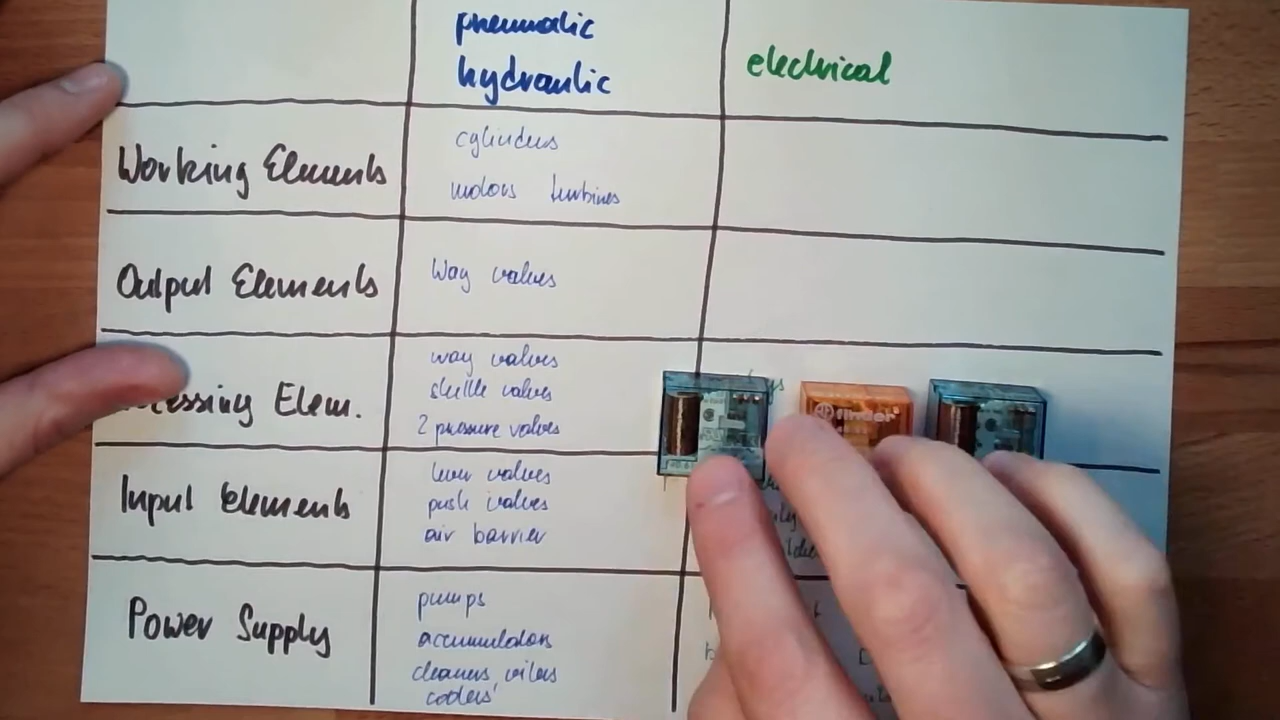 pneumatic
hydraulic
electrical
Working Elements
cylinders
motors turbines
Output Elements
Way valves
Elem.
way valves
shuttle valves
2 pressure valves
finder
Input Elements
lever valves
push valves
air barrier
Power Supply
pumps
accumulators
cleaners, oilers
coolers